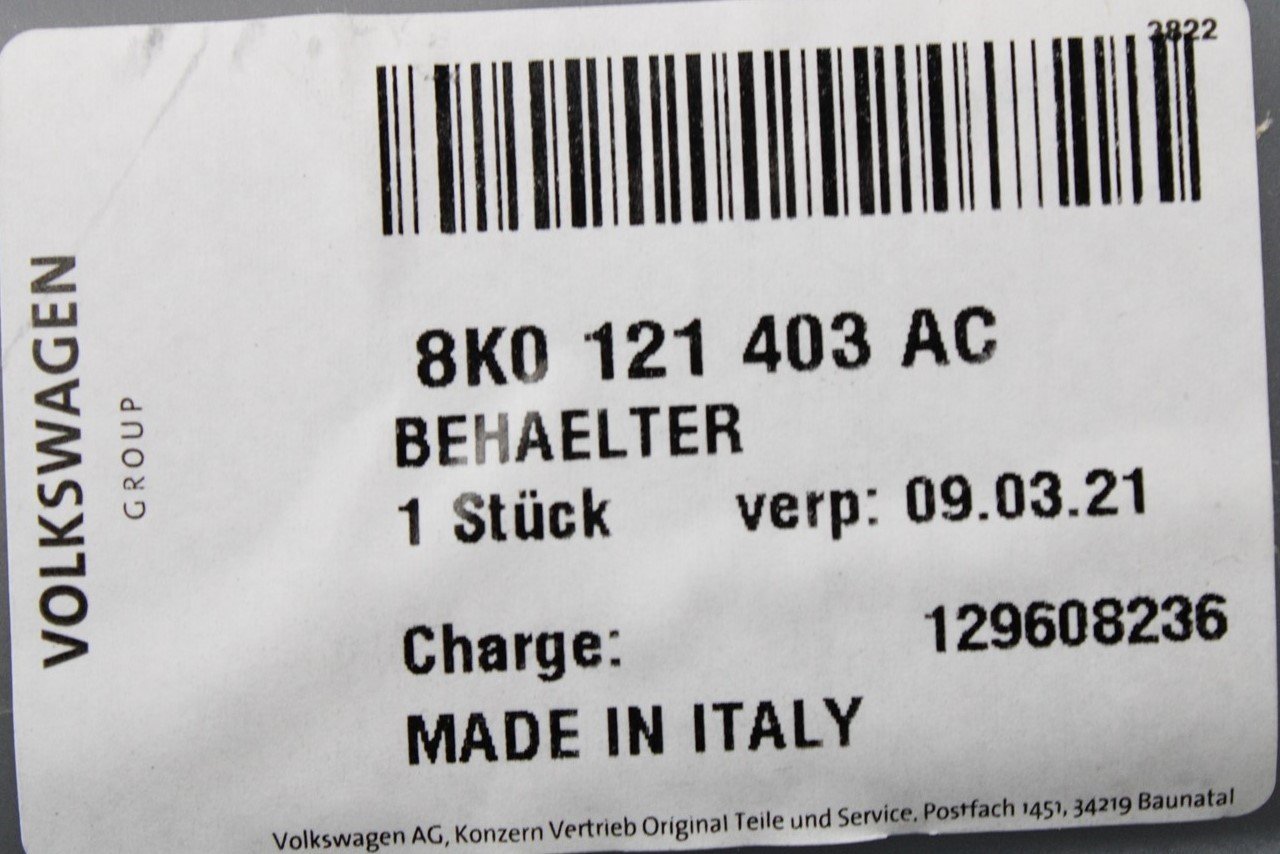 3822
VOLKSWAGEN
GROUP
8K0 121 403 AC
BEHAELTER
1 Stück verp: 09.03.21
Charge: 129608236
MADE IN ITALY
Volkswagen AG, Konzern Vertrieb Original Teile und Service, Postfach 1451, 34219 Baunatal